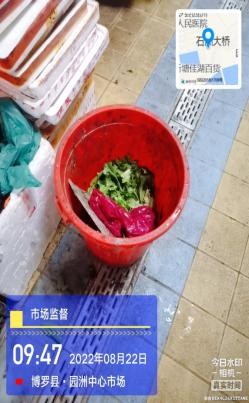 人民医院
石洲大桥
塘佳湖百货
市场监督
09:47 2022年08月22日
博罗县·园洲中心市场
今日水印
相机
真实时间